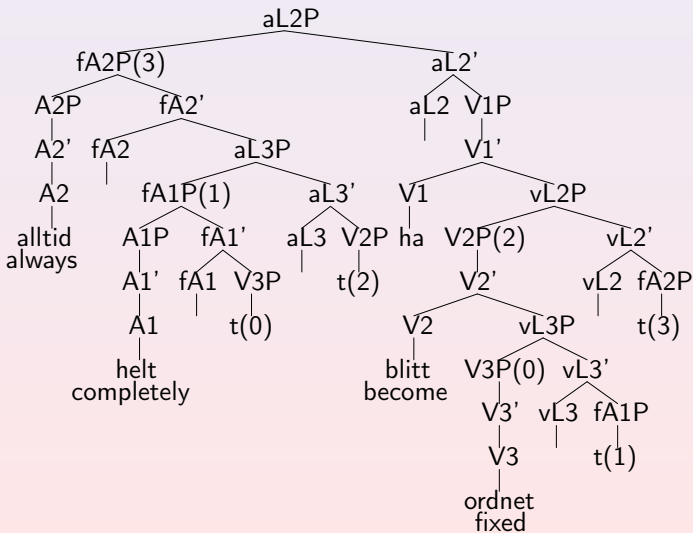 aL2P
fA2P(3) aL2'
A2P fA2' aL2 V1P
A2' fA2 aL3P V1'
A2 fA1P(1) aL3' V1 vL2P
alltid A1P fA1' aL3 V2P ha V2P(2) vL2'
always
A1' fA1 V3P t(2) V2' vL2 fA2P
A1 t(0) V2 vL3P t(3)
helt blitt V3P(0) vL3'
completely become
V3' vL3 fA1P
V3 t(1)
ordnet
fixed